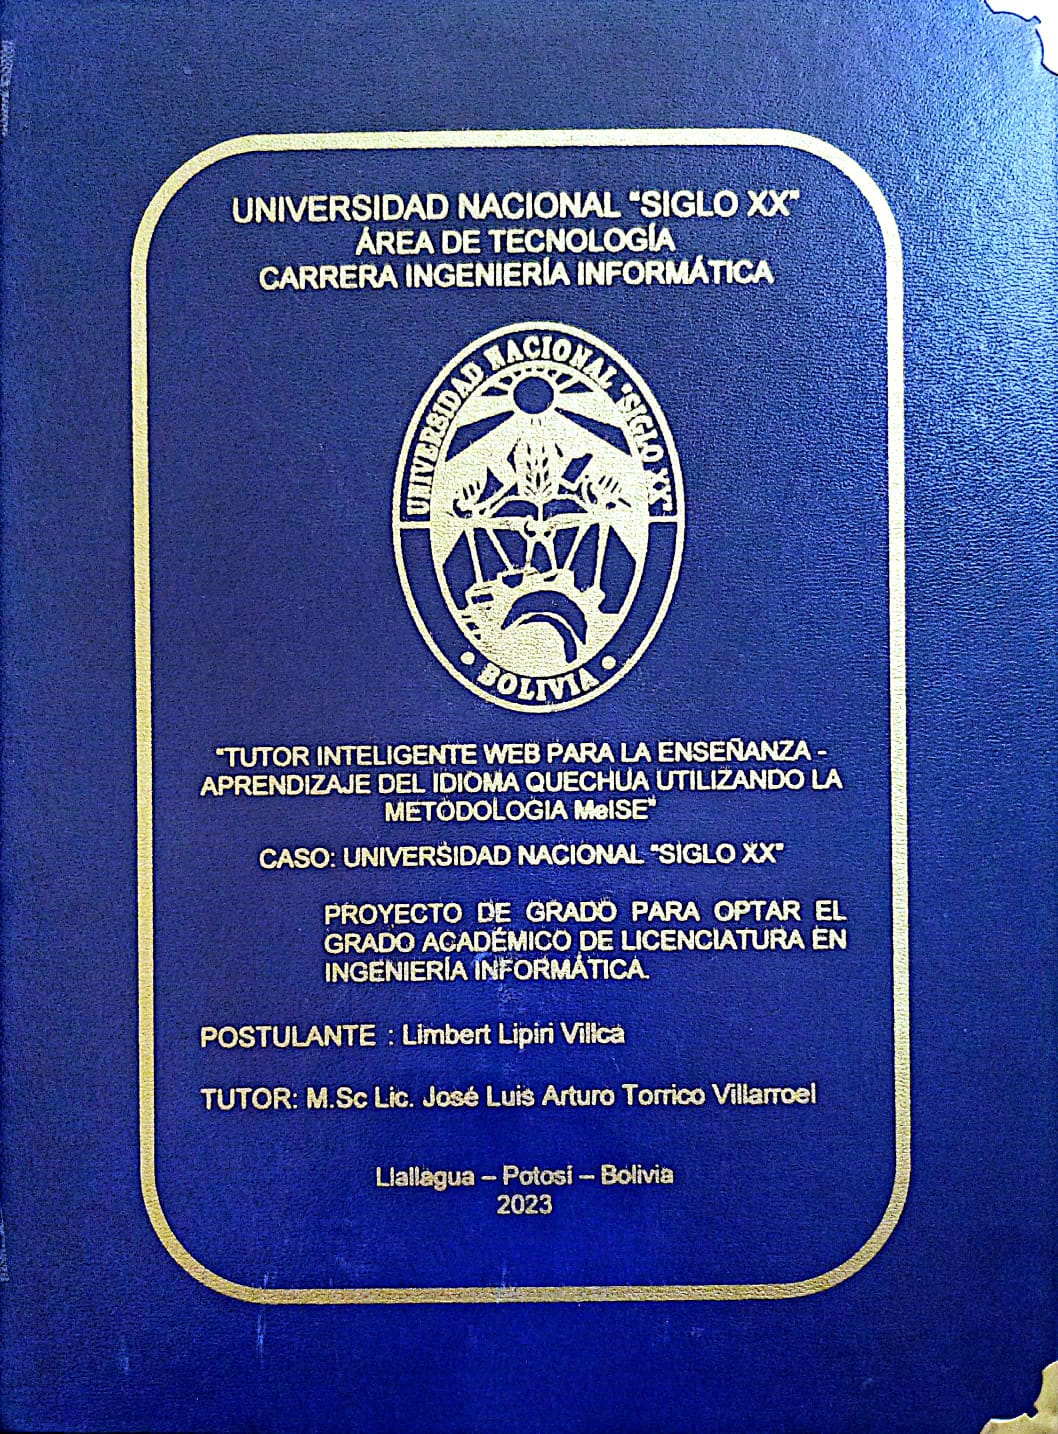 UNIVERSIDAD NACIONAL "SIGLO XX"
ÁREA DE TECNOLOGÍA
CARRERA INGENIERÍA INFORMÁTICA
UNIVERSIDAD NACIONAL "SIGLO XX"
BOLIVIA
"TUTOR INTELIGENTE WEB PARA LA ENSEÑANZA -
APRENDIZAJE DEL IDIOMA QUECHUA UTILIZANDO LA
METODOLOGIA MeISE"
CASO: UNIVERSIDAD NACIONAL "SIGLO XX"
PROYECTO DE GRADO PARA OPTAR EL
GRADO ACADÉMICO DE LICENCIATURA EN
INGENIERÍA INFORMÁTICA.
POSTULANTE : Limbert Lipiri Villca
TUTOR: M.Sc Lic. José Luis Arturo Torrico Villarroel
Llallagua – Potosi – Bolivia
2023